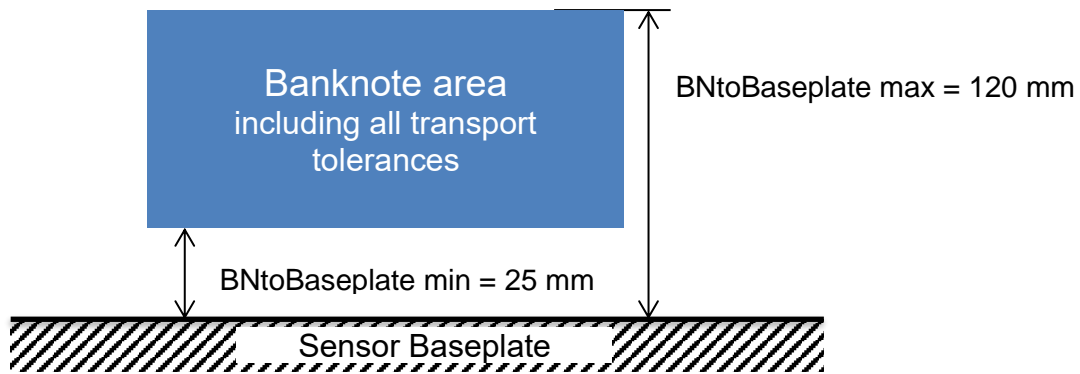 Banknote area
including all transport
tolerances
BNtoBaseplate max = 120 mm
BNtoBaseplate min = 25 mm
Sensor Baseplate